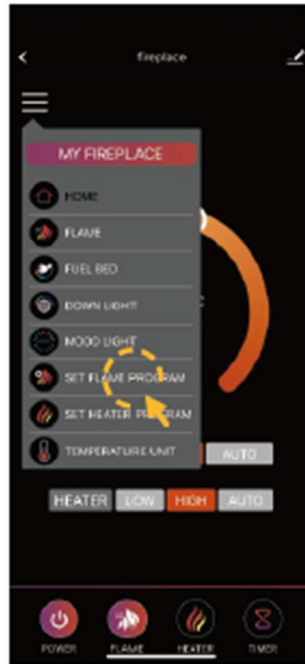 fireplace
MY FIREPLACE
HOME
FLAME
FUEL BED
DOWN LIGHT
MOOD LIGHT
SET FLAME PROGRAM
SET HEATER PROGRAM
TEMPERATURE UNIT
AUTO
HEATER LOW HIGH AUTO
POWER FLAME HEATER TIMER